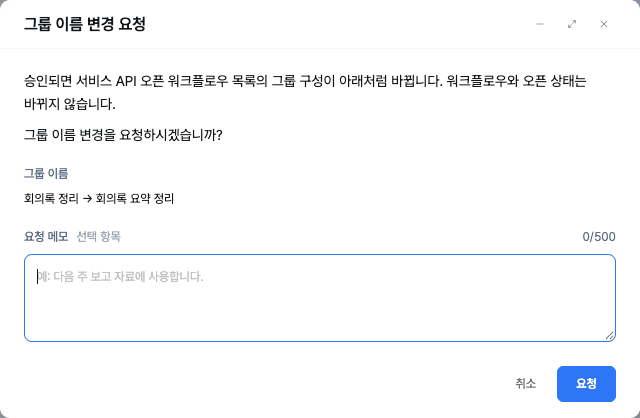 그룹 이름 변경 요청
승인되면 서비스 API 오픈 워크플로우 목록의 그룹 구성이 아래처럼 바뀝니다. 워크플로우와 오픈 상태는
바뀌지 않습니다.
그룹 이름 변경을 요청하시겠습니까?
그룹 이름
회의록 정리 → 회의록 요약 정리
요청 메모 선택 항목 0/500
예: 다음 주 보고 자료에 사용합니다.
취소 요청